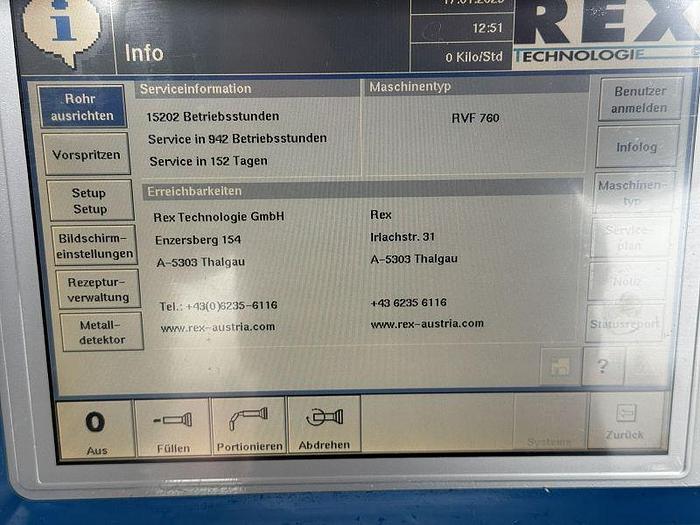 i
Info
12:51
0 Kilo/Std
REX
TECHNOLOGIE
Rohr
ausrichten
Vorspritzen
Setup
Setup
Bildschirm-
einstellungen
Rezeptur-
verwaltung
Metall-
detektor
Serviceinformation
15202 Betriebsstunden
Service in 942 Betriebsstunden
Service in 152 Tagen
Maschinentyp
RVF 760
Erreichbarkeiten
Rex Technologie GmbH
Enzersberg 154
A-5303 Thalgau
Tel.: +43(0)6235-6116
www.rex-austria.com
Rex
Irlachstr. 31
A-5303 Thalgau
+43 6235 6116
www.rex-austria.com
Benutzer
anmelden
Infolog
Maschinen-
typ
Service-
plan
Notiz
Statusreport
?
0
Aus
Füllen
Portionieren
Abdrehen
Systeme
Zurück